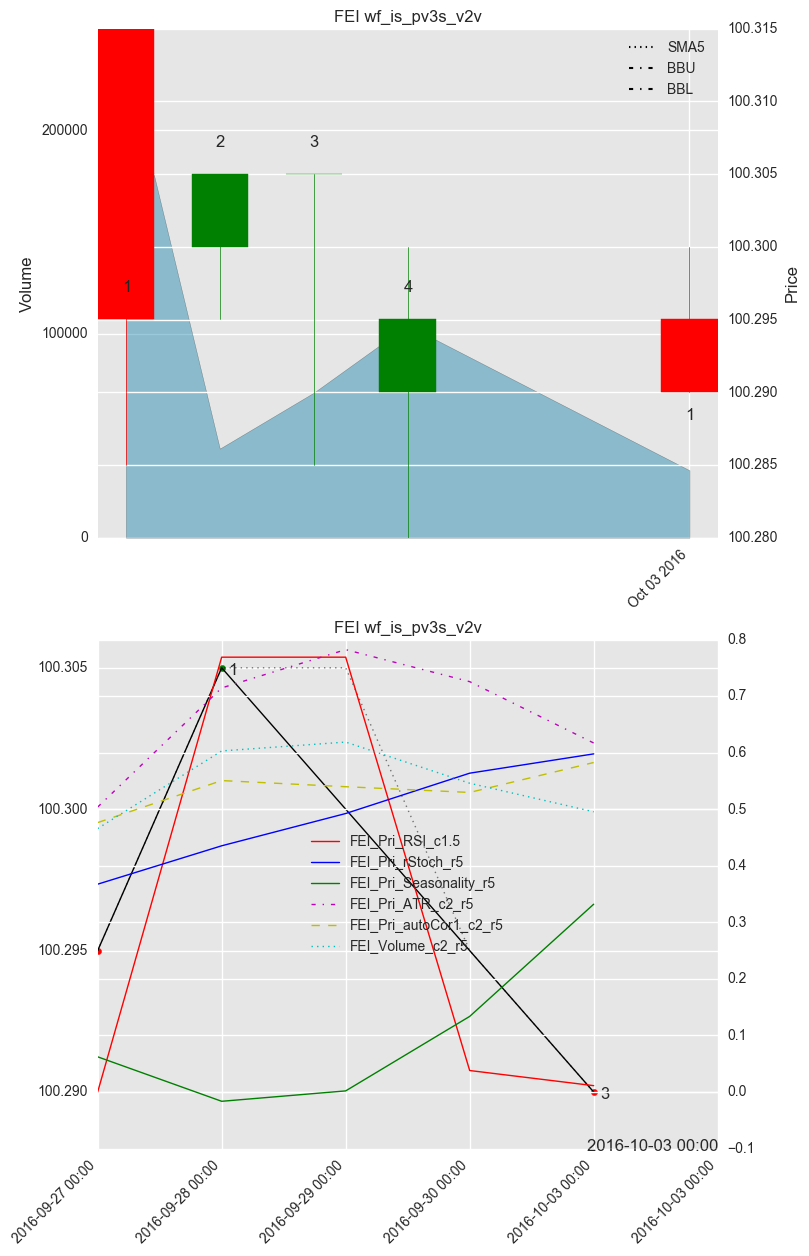 FEI wf_is_pv3s_v2v
100.315
SMA5
BBU
BBL
100.310
200000
2
3
100.305
100.300
Volume
Price
1
4
100.295
100000
100.290
1
100.285
0
100.280
Oct 03 2016
FEI wf_is_pv3s_v2v
0.8
100.305
1
0.7
0.6
100.300
0.5
FEI_Pri_RSI_c1.5
FEI_Pri_rStoch_r5
0.4
FEI_Pri_Seasonality_r5
FEI_Pri_ATR_c2_r5
0.3
FEI_Pri_autoCor1_c2_r5
FEI_Volume_c2_r5
100.295
0.2
0.1
100.290
0.0
3
2016-10-03 00:00
−0.1
2016-09-27 00:00
2016-09-28 00:00
2016-09-29 00:00
2016-09-30 00:00
2016-10-03 00:00
2016-10-03 00:00